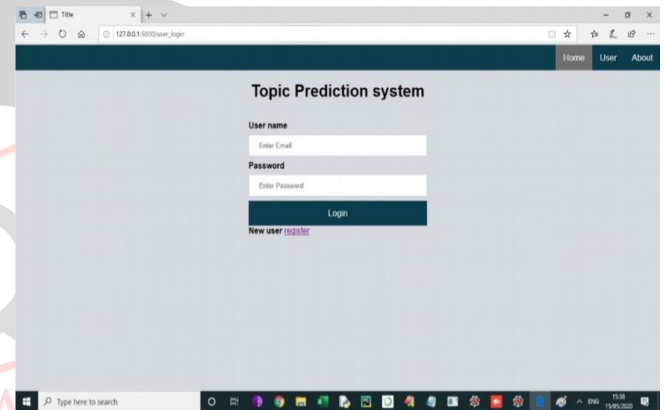 Title
127.0.0.1:5000/user_login
Home User About
Topic Prediction system
User name
Enter Email
Password
Enter Password
Login
New user register
Type here to search
ENG
15:38
15/05/2020